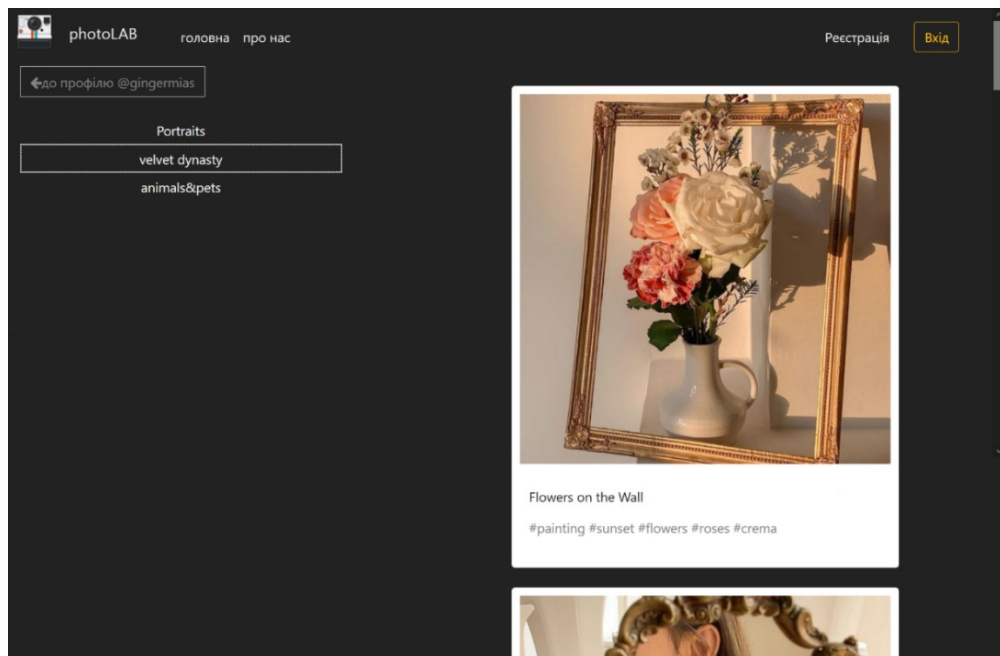 photoLAB головна про нас Реєстрація Вхід
до профілю @gingermias
Portraits
velvet dynasty
animals&pets
Flowers on the Wall
#painting #sunset #flowers #roses #crema